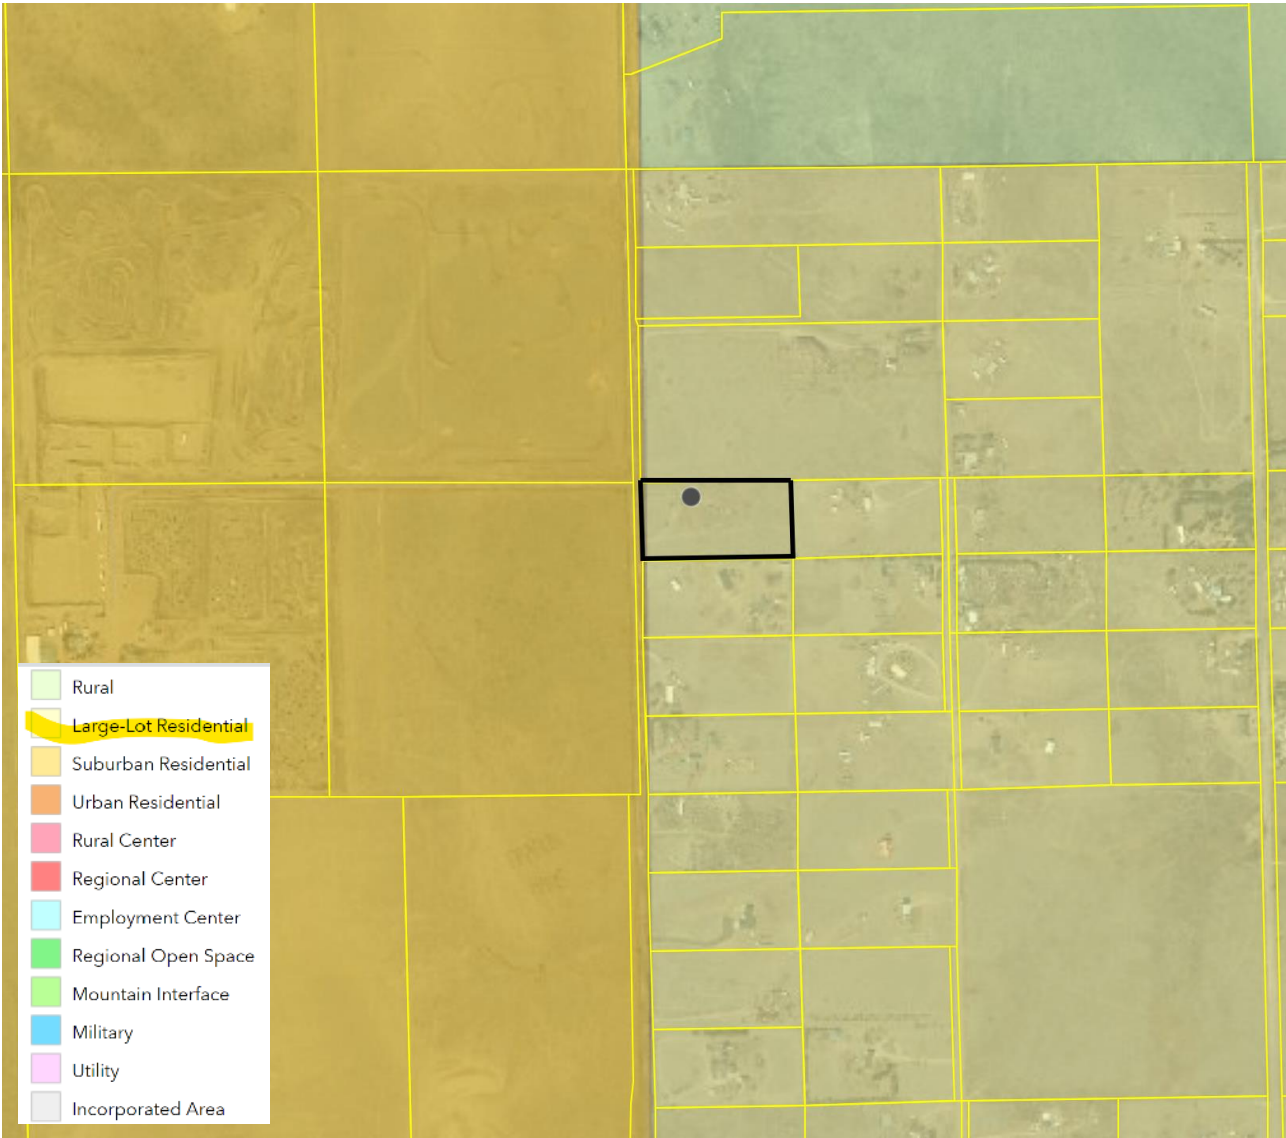 Rural
Large-Lot Residential
Suburban Residential
Urban Residential
Rural Center
Regional Center
Employment Center
Regional Open Space
Mountain Interface
Military
Utility
Incorporated Area